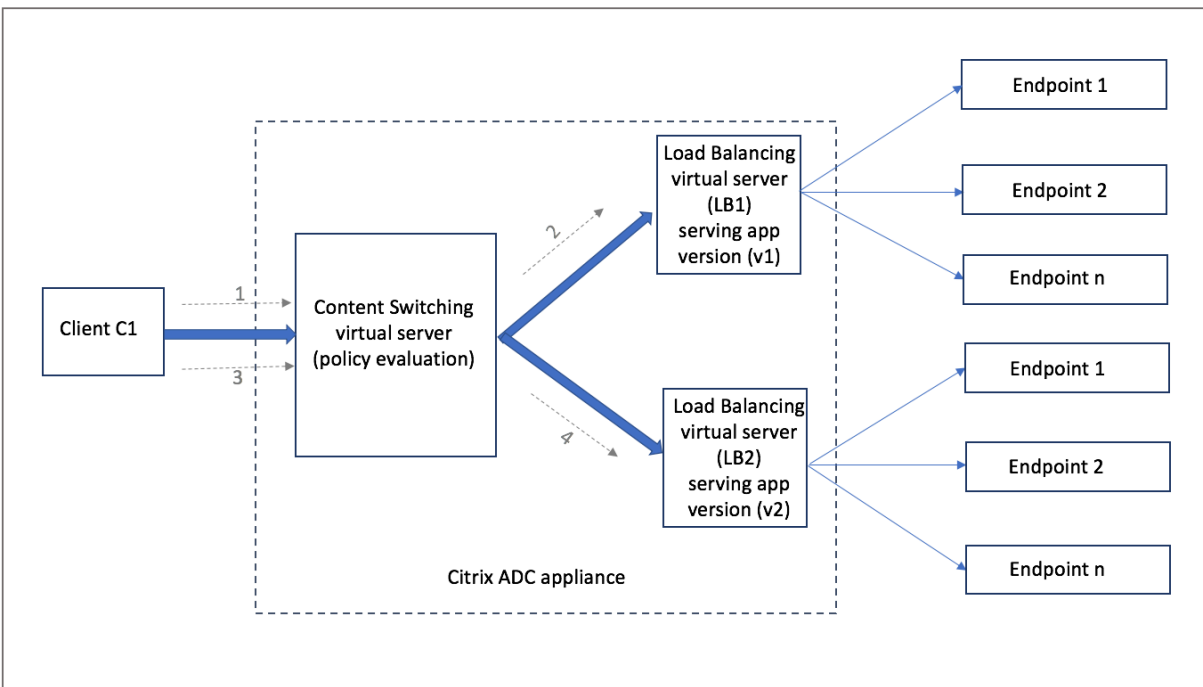 Client C1
1
3
Content Switching
virtual server
(policy evaluation)
2
4
Load Balancing
virtual server
(LB1)
serving app
version (v1)
Load Balancing
virtual server
(LB2)
serving app
version (v2)
Citrix ADC appliance
Endpoint 1
Endpoint 2
Endpoint n
Endpoint 1
Endpoint 2
Endpoint n